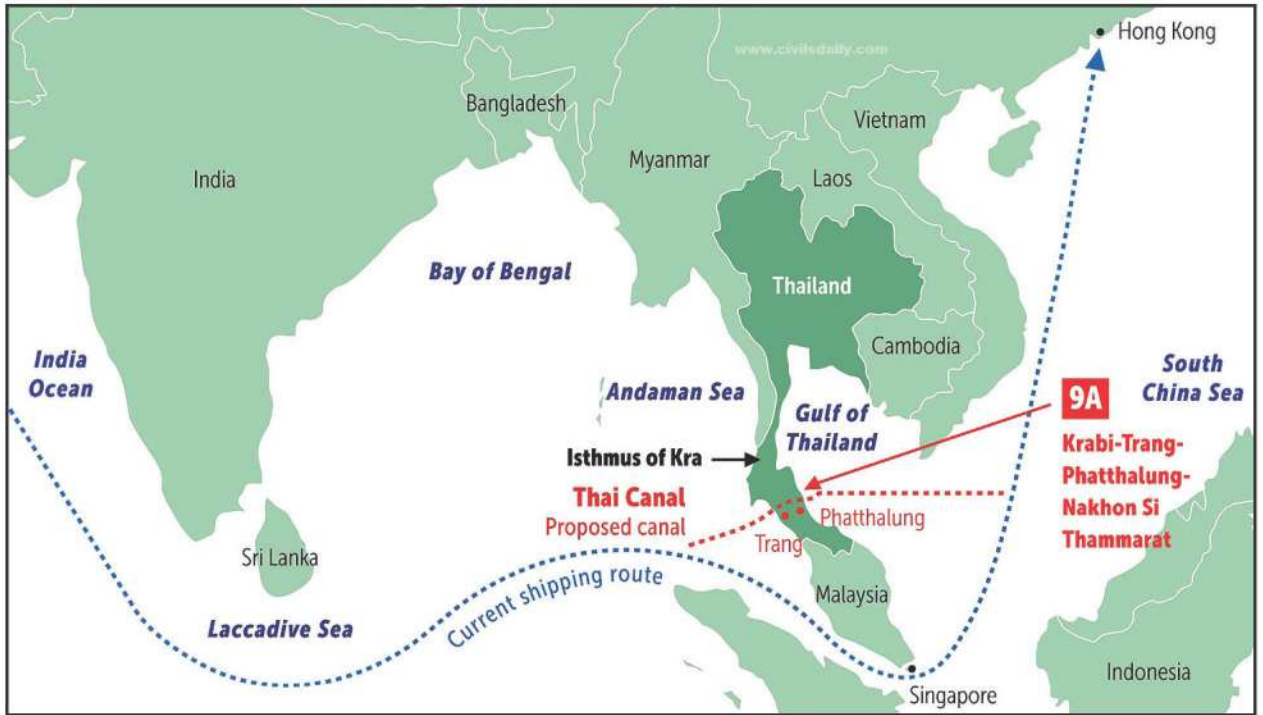 www.civilsdaily.com
Hong Kong
Bangladesh
Vietnam
Myanmar
India
Laos
Bay of Bengal
Thailand
Cambodia
India
Ocean
Andaman Sea
Gulf of
Thailand
South
China Sea
9A
Krabi-Trang-
Phatthalung-
Nakhon Si
Thammarat
Isthmus of Kra
Thai Canal
Proposed canal
Phatthalung
Trang
Sri Lanka
Current shipping route
Malaysia
Laccadive Sea
Indonesia
Singapore